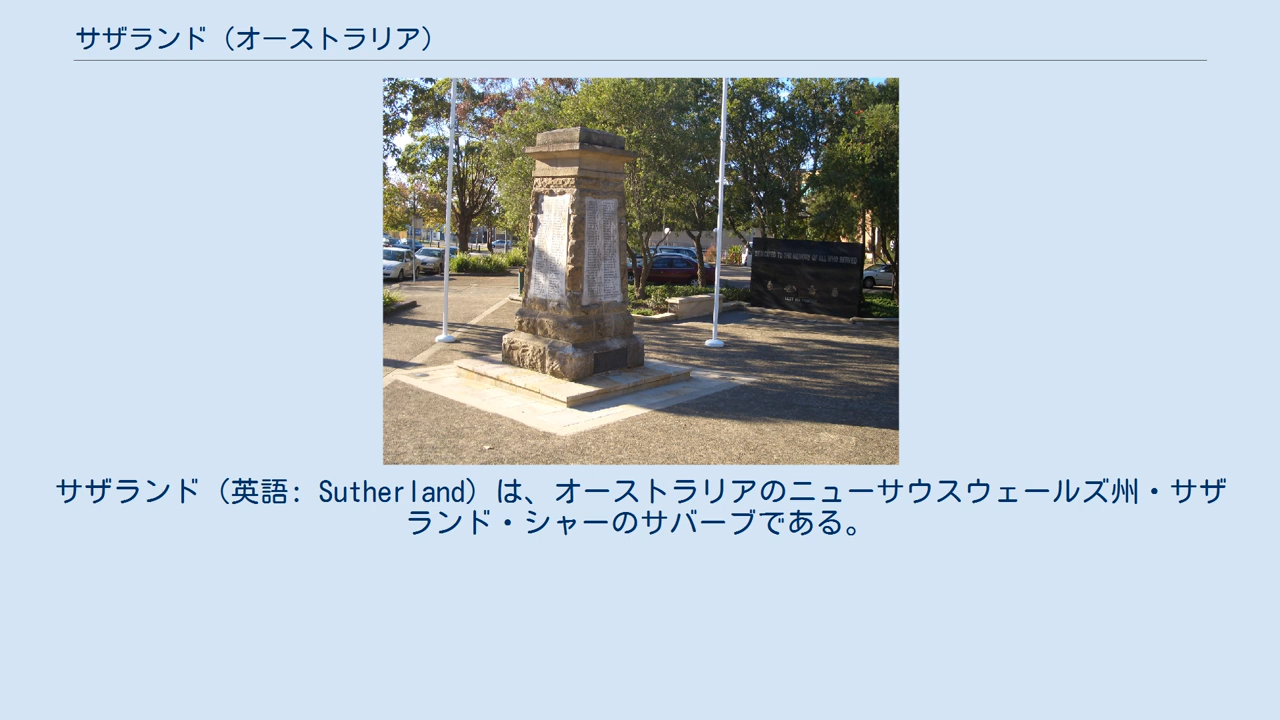 サザランド（オーストラリア）
サザランド（英語: Sutherland）は、オーストラリアのニューサウスウェールズ州・サザ
ランド・シャーのサバーブである。